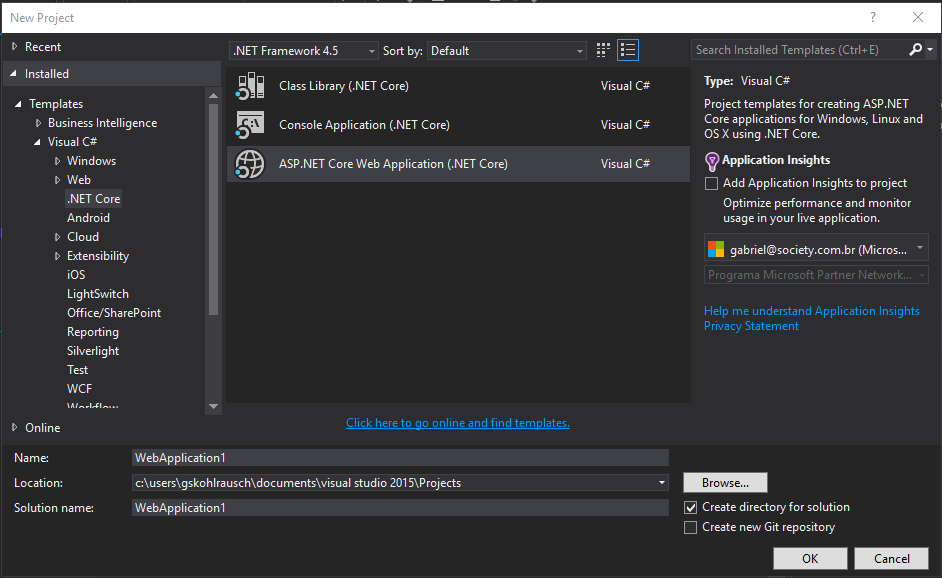 New Project
?
Recent
.NET Framework 4.5
Sort by: Default
Search Installed Templates (Ctrl+E)
Installed
Templates
Business Intelligence
Visual C#
Windows
Web
.NET Core
Android
Cloud
Extensibility
iOS
LightSwitch
Office/SharePoint
Reporting
Silverlight
Test
WCF
Workflow
Online
Class Library (.NET Core) Visual C#
C:\
Console Application (.NET Core) Visual C#
ASP.NET Core Web Application (.NET Core) Visual C#
Click here to go online and find templates.
Type: Visual C#
Project templates for creating ASP.NET
Core applications for Windows, Linux and
OS X using .NET Core.
Application Insights
Add Application Insights to project
Optimize performance and monitor
usage in your live application.
gabriel@society.com.br (Micros...
Programa Microsoft Partner Network...
Help me understand Application Insights
Privacy Statement
Name: WebApplication1
Location: c:\users\gskohlrausch\documents\visual studio 2015\Projects
Browse...
Solution name: WebApplication1
Create directory for solution
Create new Git repository
OK
Cancel